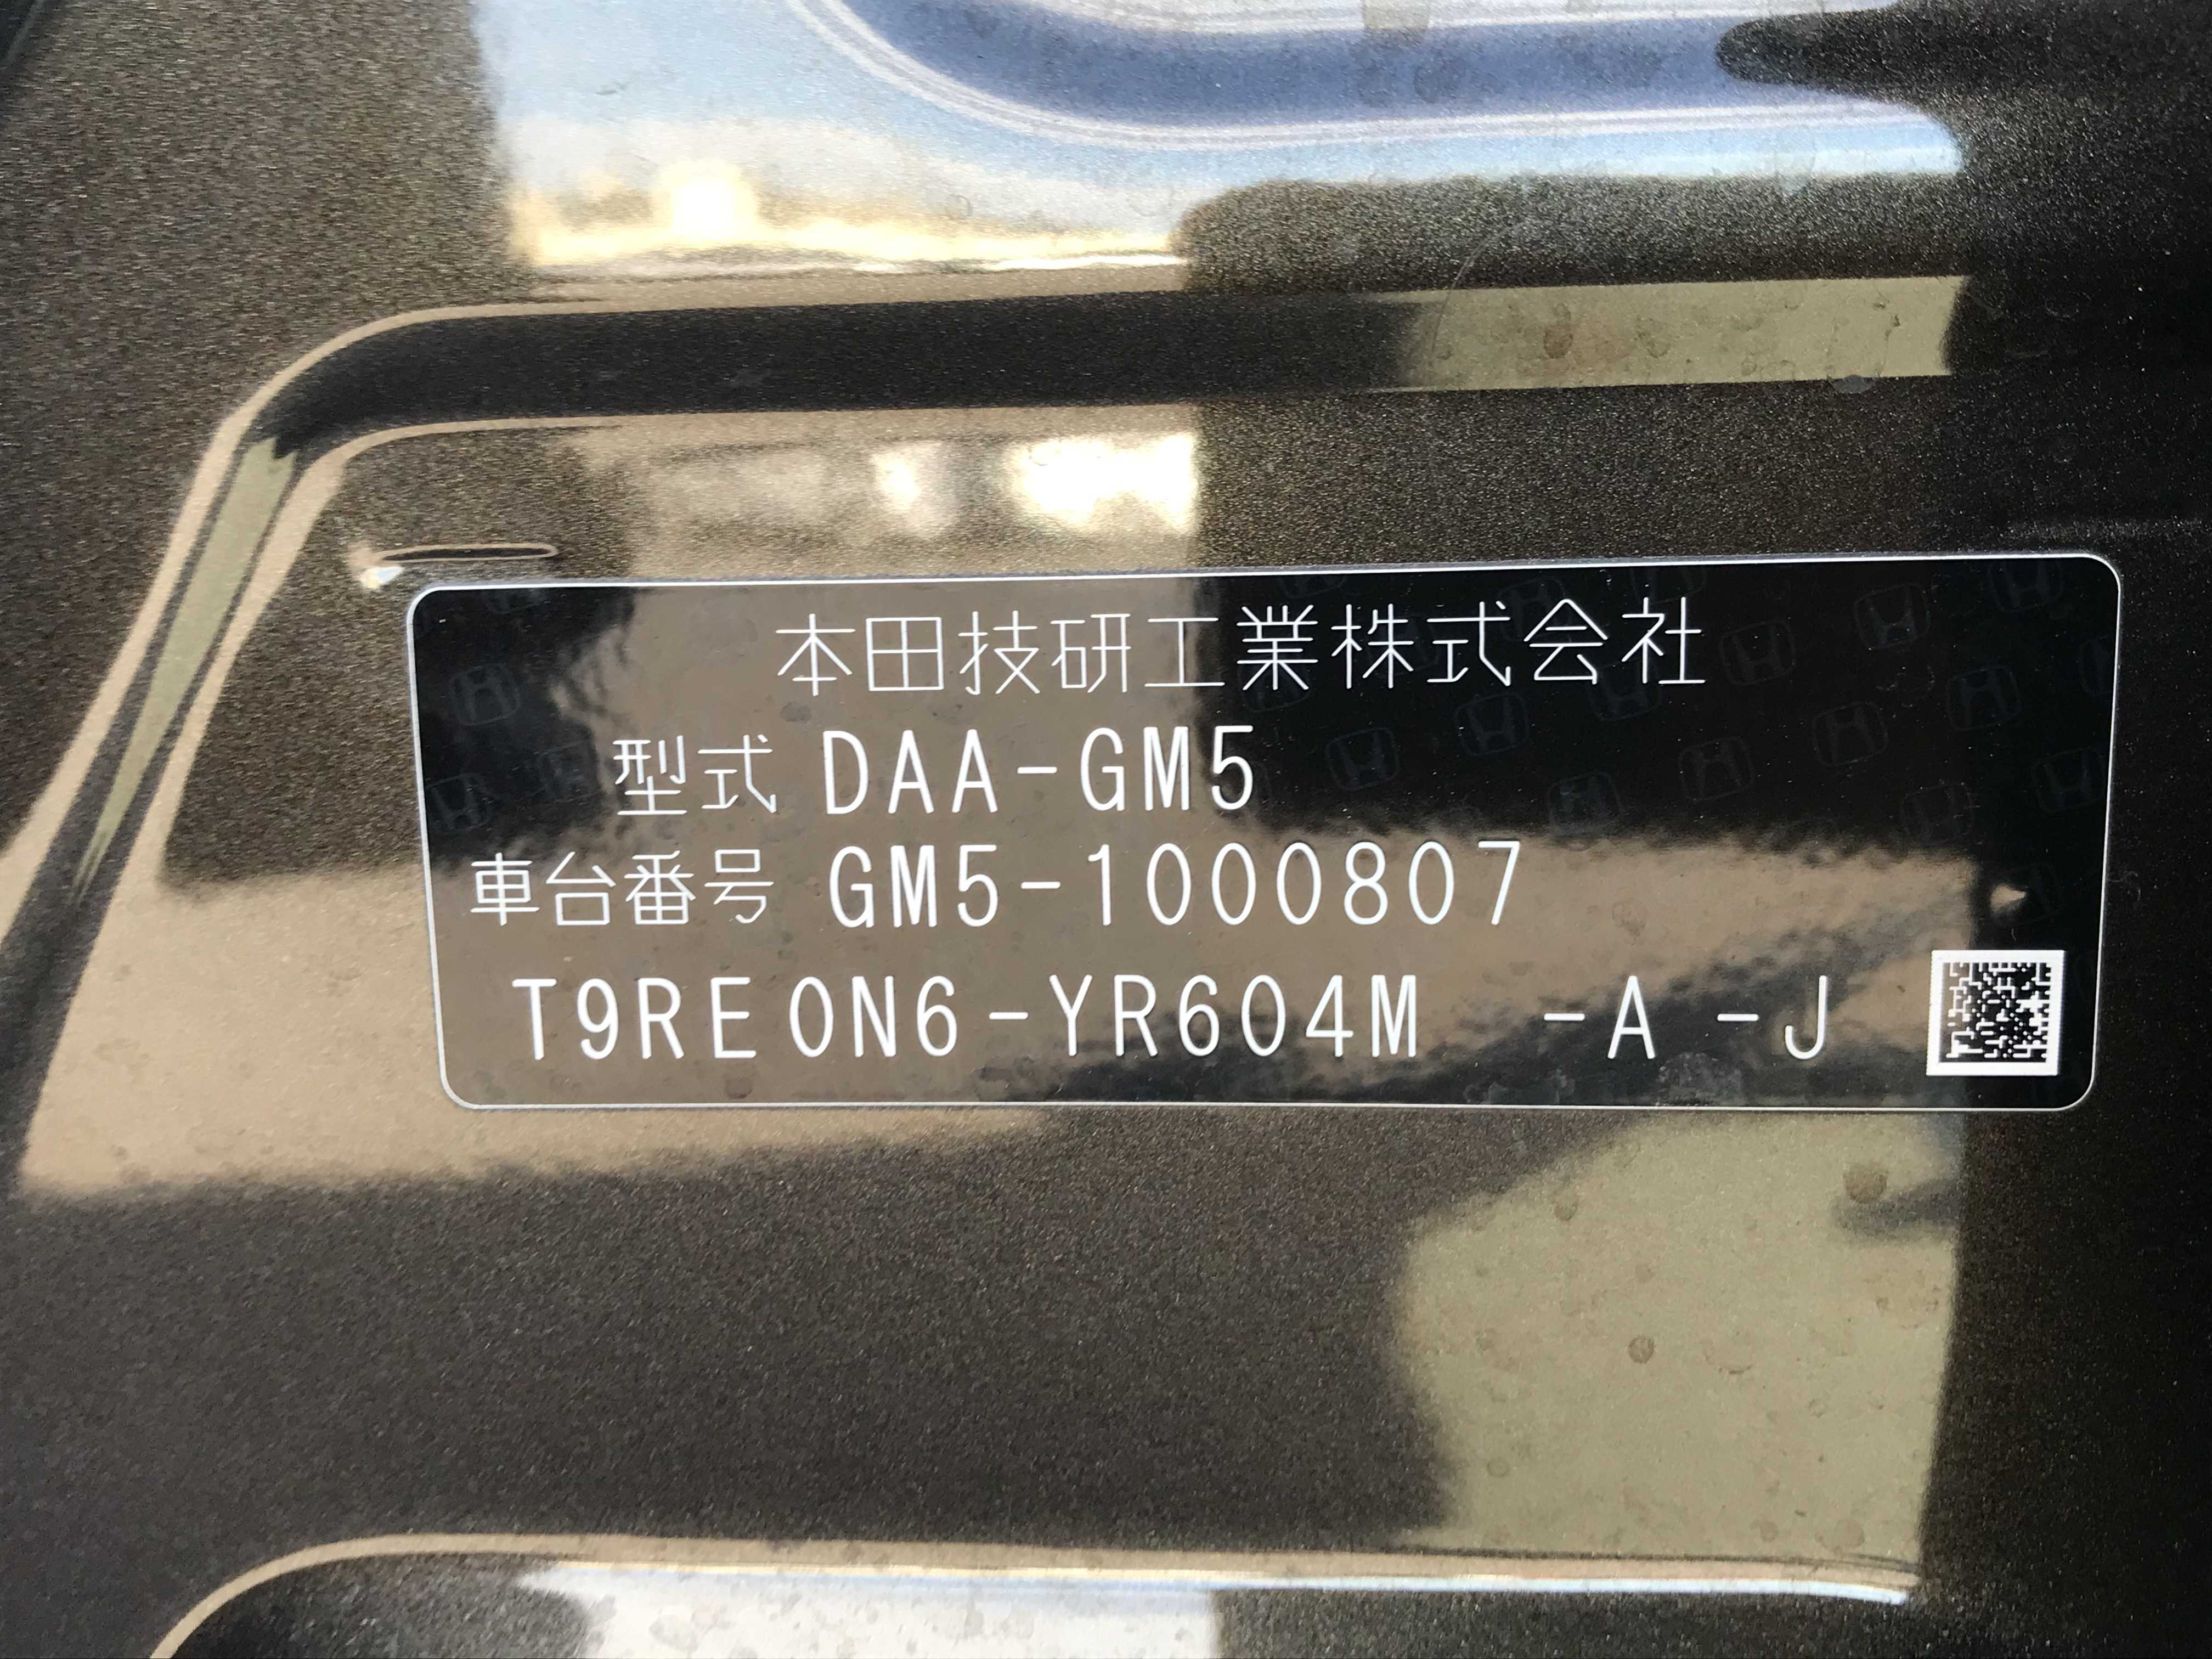 本田技研工業株式会社
型式 DAA-GM5
車台番号 GM5-1000807
T9RE0N6-YR604M -A -J